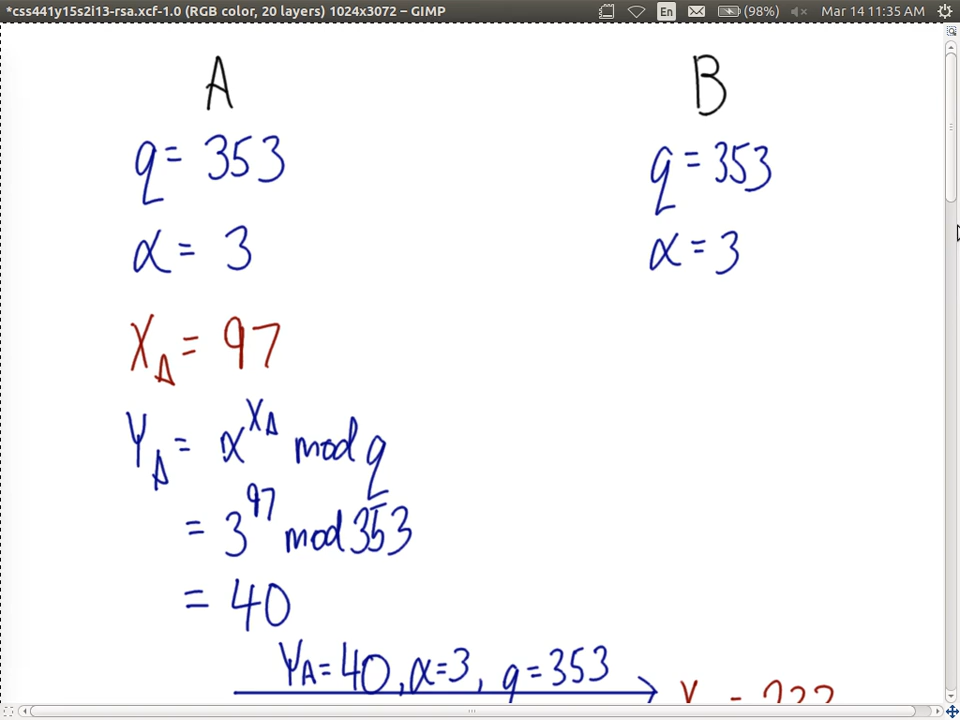 *css441y15s2i13-rsa.xcf-1.0 (RGB color, 20 layers) 1024x3072 – GIMP En (98%) Mar 14 11:35 AM
A B
q = 353 q = 353
α = 3 α = 3
X_A = 97
Y_A = α^X_A mod q
= 3^97 mod 353
= 40
Y_A = 40, α = 3, q = 353